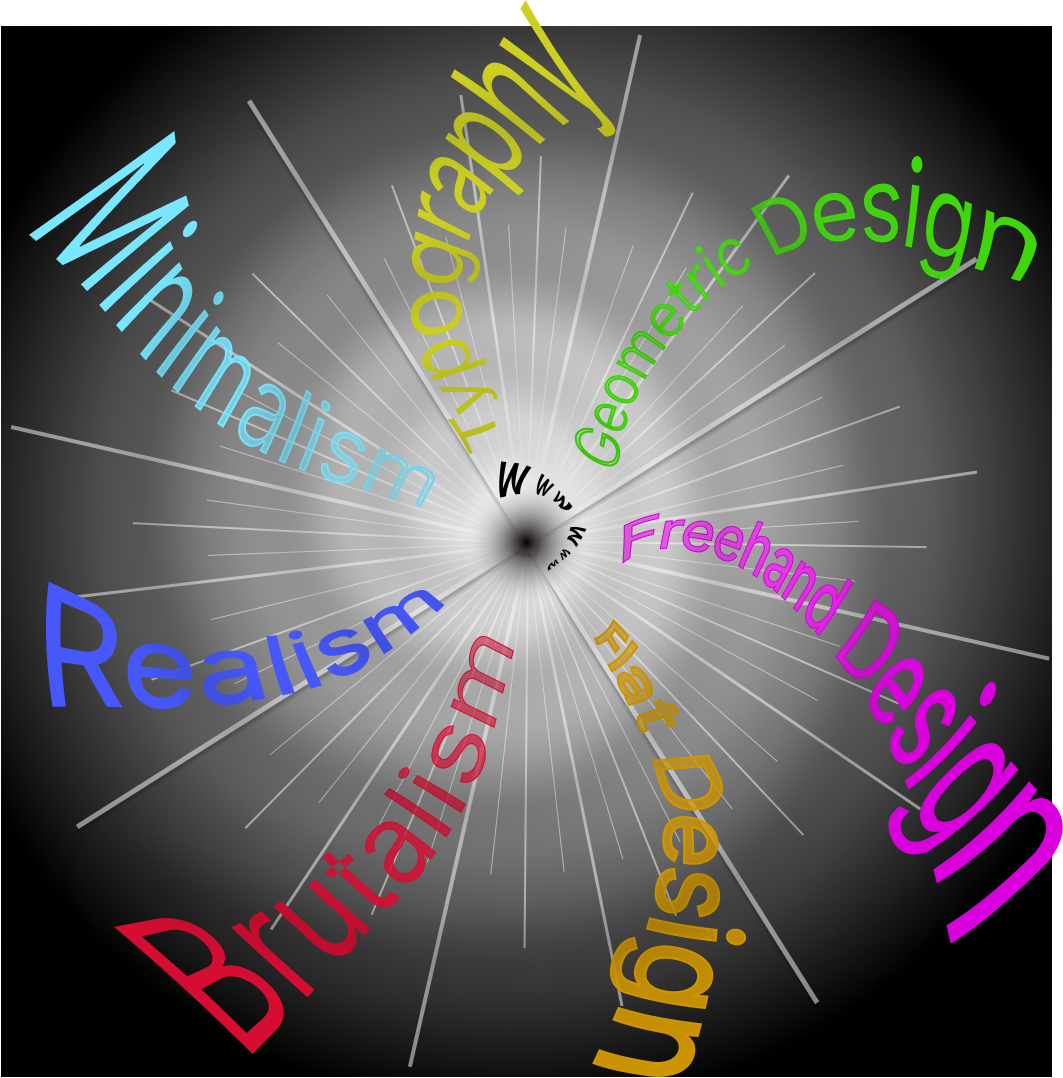 Typography
Geometric Design
Minimalism
W w w
W w w
Freehand Design
Realism
Flat Design
Brutalism